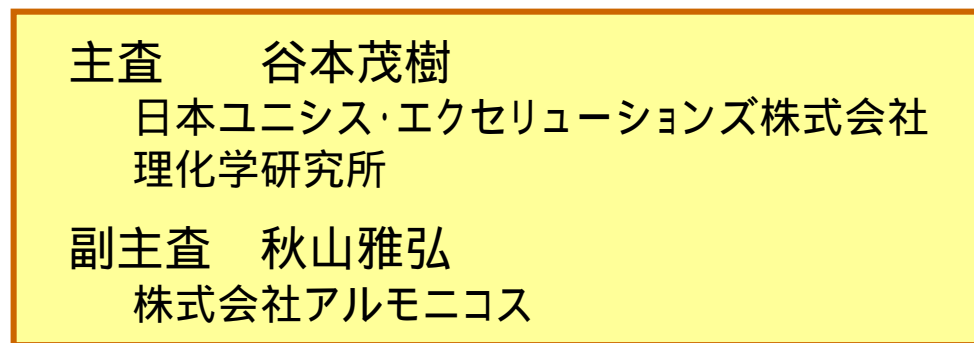 主査　　谷本茂樹
日本ユニシス・エクセリューションズ株式会社
理化学研究所
副主査　秋山雅弘
株式会社アルモニコス